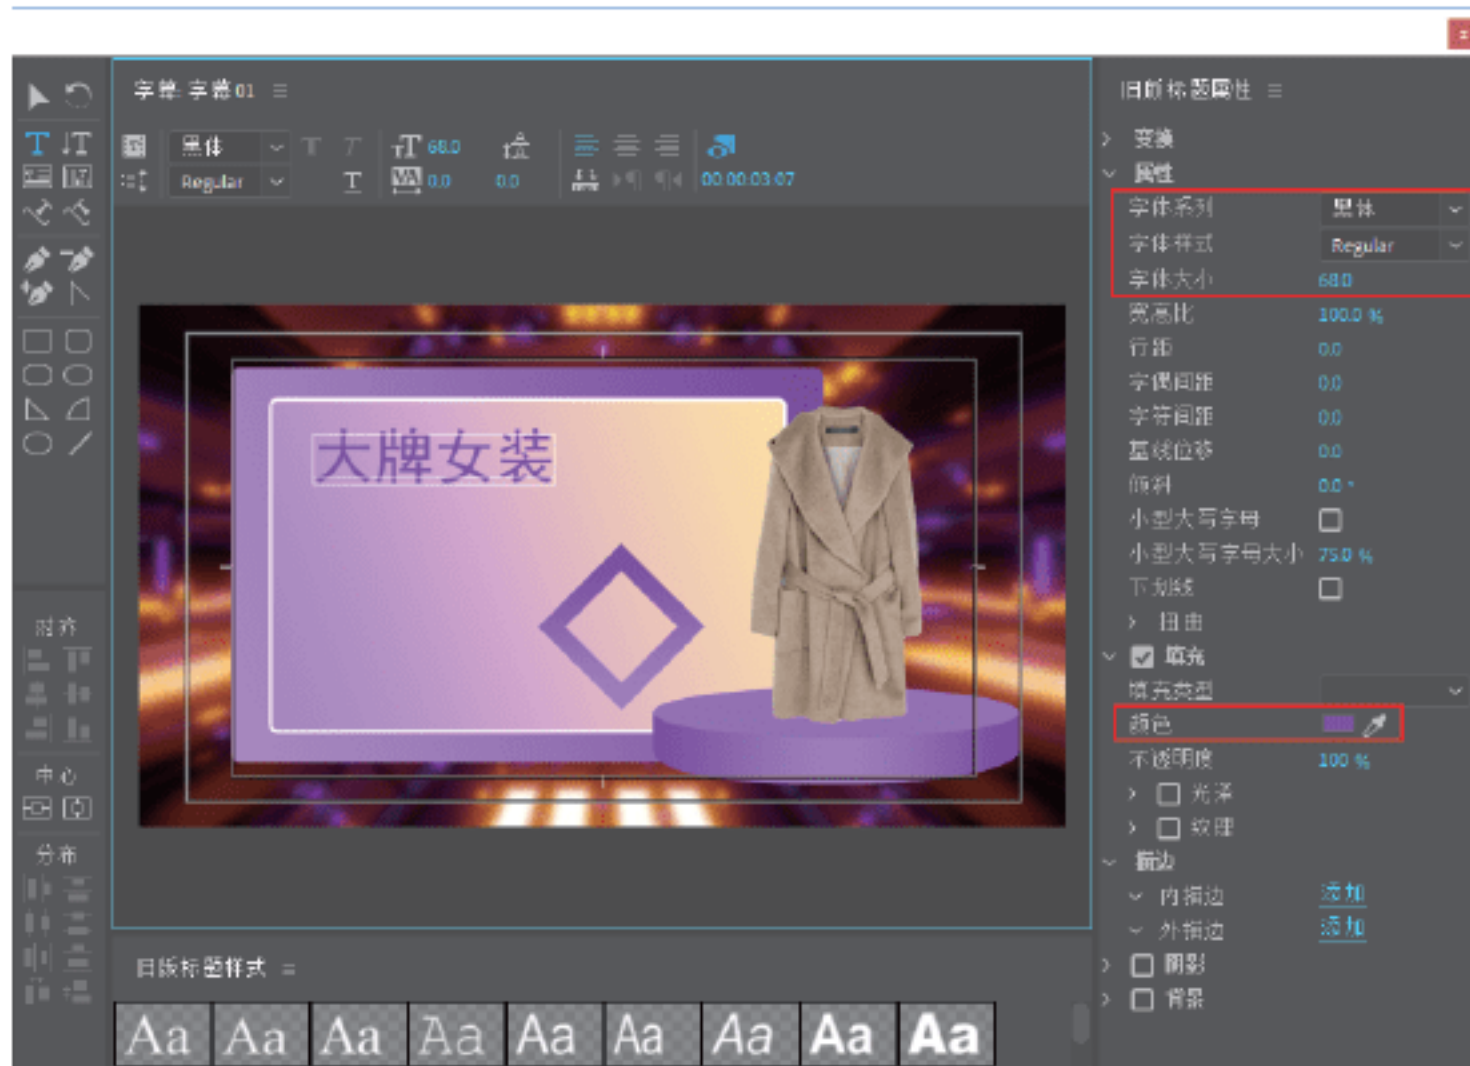 字幕: 字幕 01
黑体
68.0
Regular
0.0
0.0
00:00:03:07
大牌女装
对齐
中心
分布
旧版标题样式
Aa Aa Aa Aa Aa Aa Aa Aa Aa
旧版标题属性
变换
属性
字体系列 黑体
字体样式 Regular
字体大小 68.0
宽高比 100.0 %
行距 0.0
字偶间距 0.0
字符间距 0.0
基线位移 0.0
倾斜 0.0 °
小型大写字母
小型大写字母大小 75.0 %
下划线
扭曲
填充
填充类型
颜色
不透明度 100 %
光泽
纹理
描边
内描边 添加
外描边 添加
阴影
背景